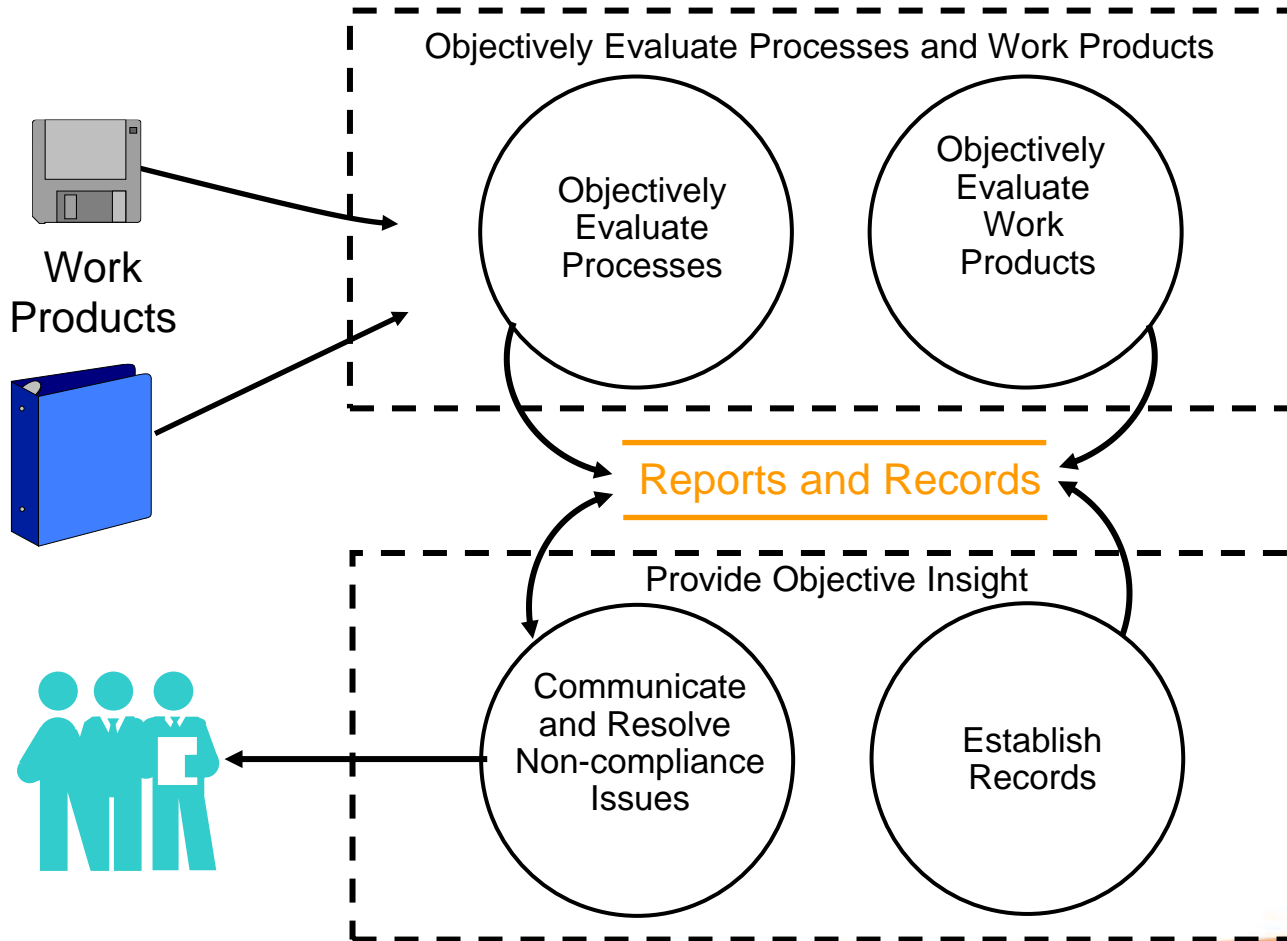 Objectively Evaluate Processes and Work Products
Objectively
Evaluate
Processes
Objectively
Evaluate
Work
Products
Work
Products
Reports and Records
Provide Objective Insight
Communicate
and Resolve
Non-compliance
Issues
Establish
Records